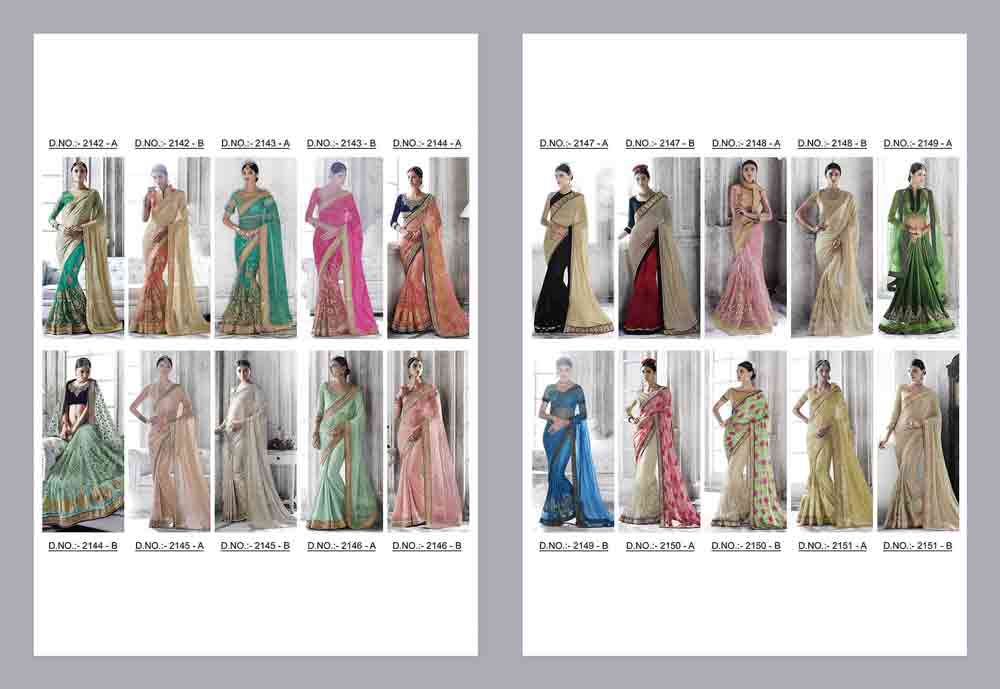 D.NO.:- 2142 - A D.NO.:- 2142 - B D.NO.:- 2143 - A D.NO.:- 2143 - B D.NO.:- 2144 - A
D.NO.:- 2144 - B D.NO.:- 2145 - A D.NO.:- 2145 - B D.NO.:- 2146 - A D.NO.:- 2146 - B
D.NO.:- 2147 - A D.NO.:- 2147 - B D.NO.:- 2148 - A D.NO.:- 2148 - B D.NO.:- 2149 - A
D.NO.:- 2149 - B D.NO.:- 2150 - A D.NO.:- 2150 - B D.NO.:- 2151 - A D.NO.:- 2151 - B